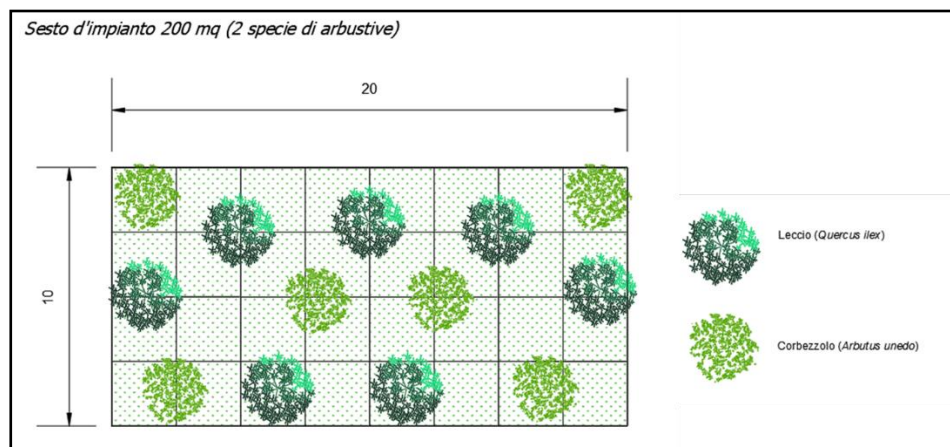 Sesto d'impianto 200 mq (2 specie di arbustive)
20
10
Leccio (Quercus ilex)
Corbezzolo (Arbutus unedo)